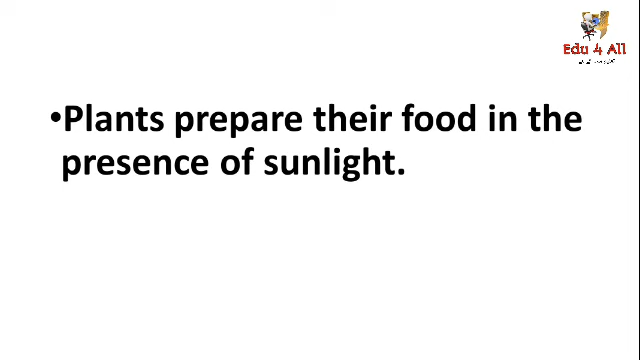 Edu 4 All
•Plants prepare their food in the
presence of sunlight.